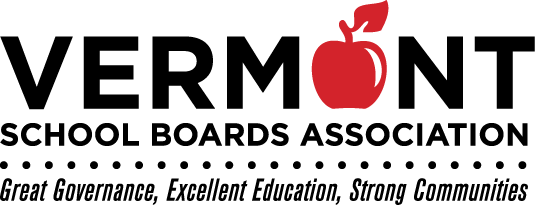 VERMONT
SCHOOL BOARDS ASSOCIATION
Great Governance, Excellent Education, Strong Communities